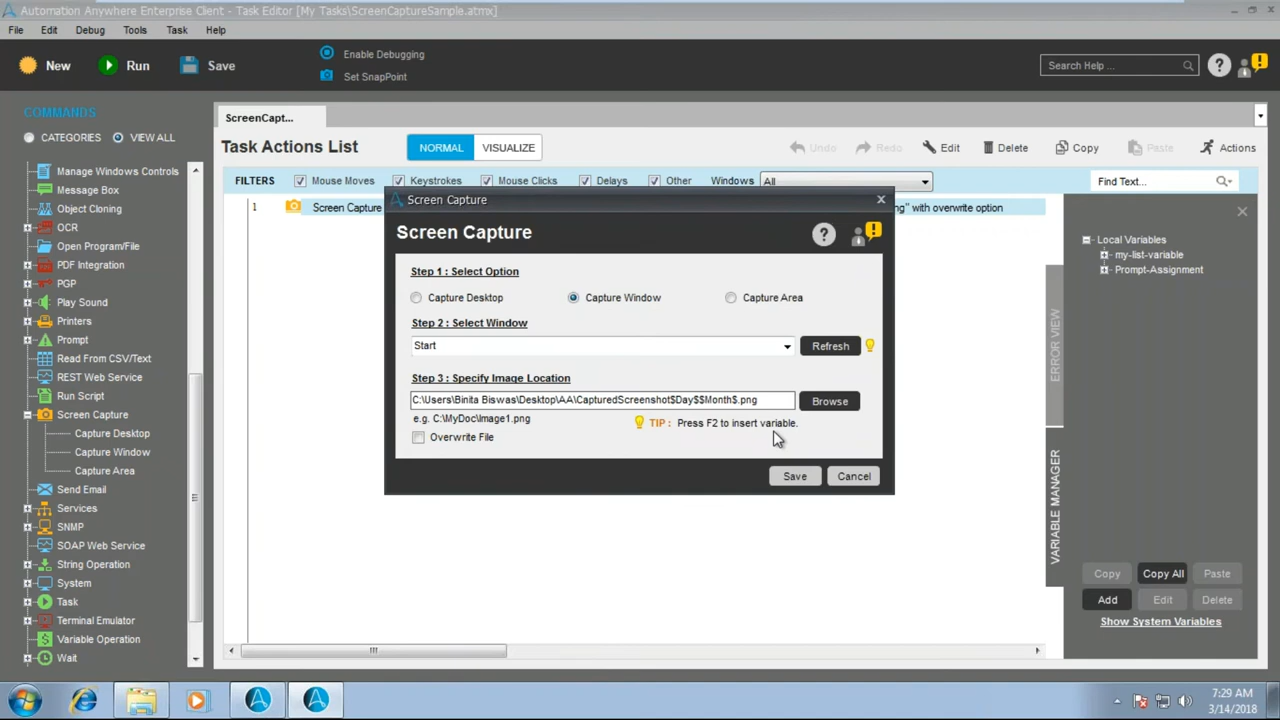 Automation Anywhere Enterprise Client - Task Editor [My Tasks\ScreenCaptureSample.atmx]
File Edit Debug Tools Task Help
New Run Save
Enable Debugging
Set SnapPoint
Search Help ...
COMMANDS
CATEGORIES VIEW ALL
Manage Windows Controls
Message Box
Object Cloning
OCR
Open Program/File
PDF Integration
PGP
Play Sound
Printers
Prompt
Read From CSV/Text
REST Web Service
Run Script
Screen Capture
Capture Desktop
Capture Window
Capture Area
Send Email
Services
SNMP
SOAP Web Service
String Operation
System
Task
Terminal Emulator
Variable Operation
Wait
ScreenCapt...
Task Actions List NORMAL VISUALIZE
Undo Redo Edit Delete Copy Paste Actions
FILTERS Mouse Moves Keystrokes Mouse Clicks Delays Other Windows All Find Text...
1 Screen Capture ng" with overwrite option
Screen Capture
Screen Capture
Step 1 : Select Option
Capture Desktop Capture Window Capture Area
Step 2 : Select Window
Start Refresh
Step 3 : Specify Image Location
C:\Users\Binita Biswas\Desktop\AA\CapturedScreenshot$Day$$Month$.png Browse
e.g. C:\MyDoc\Image1.png TIP : Press F2 to insert variable.
Overwrite File
Save Cancel
ERROR VIEW
VARIABLE MANAGER
Local Variables
my-list-variable
Prompt-Assignment
Copy Copy All Paste
Add Edit Delete
Show System Variables
7:29 AM
3/14/2018